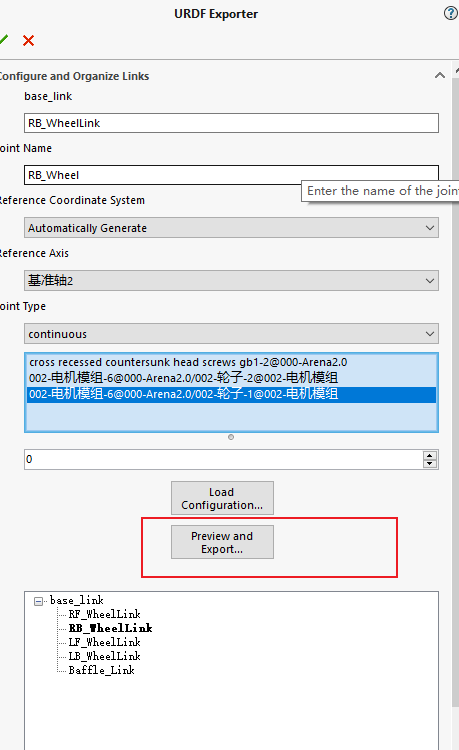 URDF Exporter
Configure and Organize Links
base_link
RB_WheelLink
Joint Name
RB_Wheel
Enter the name of the joint
Reference Coordinate System
Automatically Generate
Reference Axis
基准轴2
Joint Type
continuous
cross recessed countersunk head screws gb1-2@000-Arena2.0
002-电机模组-6@000-Arena2.0/002-轮子-2@002-电机模组
002-电机模组-6@000-Arena2.0/002-轮子-1@002-电机模组
0
Load
Configuration...
Preview and
Export...
base_link
RF_WheelLink
RB_WheelLink
LF_WheelLink
LB_WheelLink
Baffle_Link